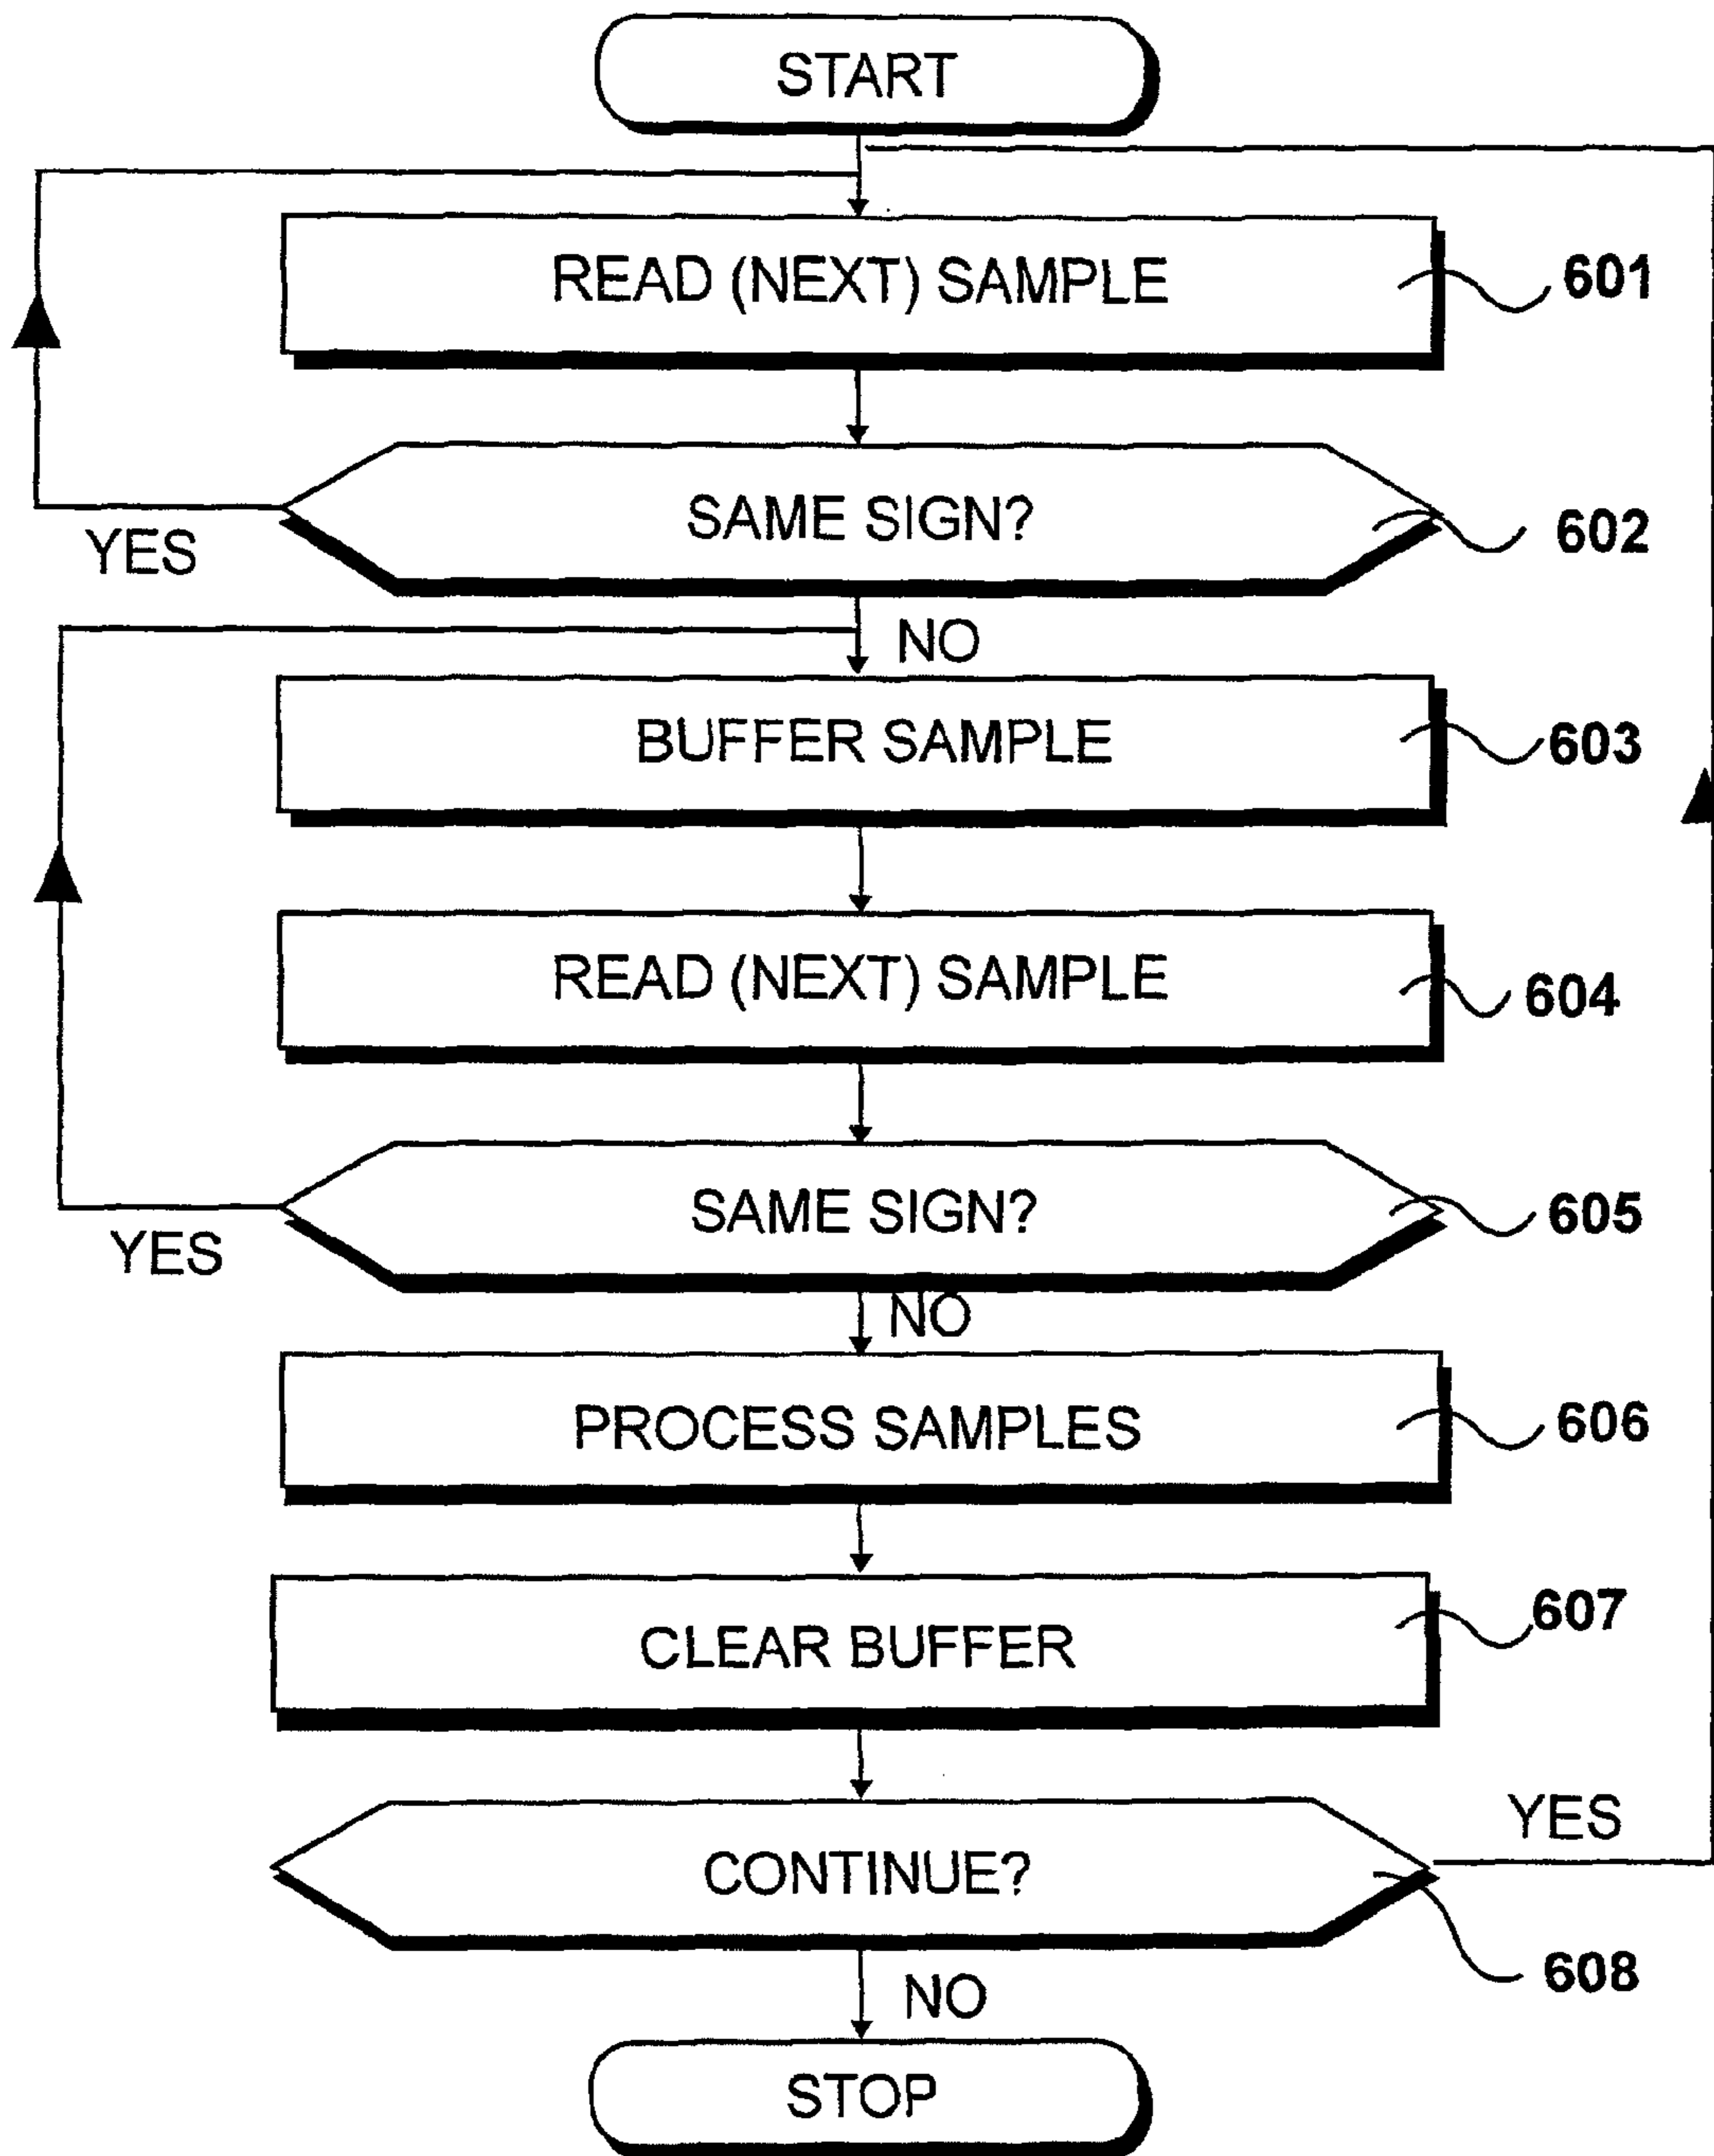 START
READ (NEXT) SAMPLE
601
SAME SIGN?
602
YES
NO
BUFFER SAMPLE
603
READ (NEXT) SAMPLE
604
SAME SIGN?
605
YES
NO
PROCESS SAMPLES
606
CLEAR BUFFER
607
CONTINUE?
YES
608
NO
STOP